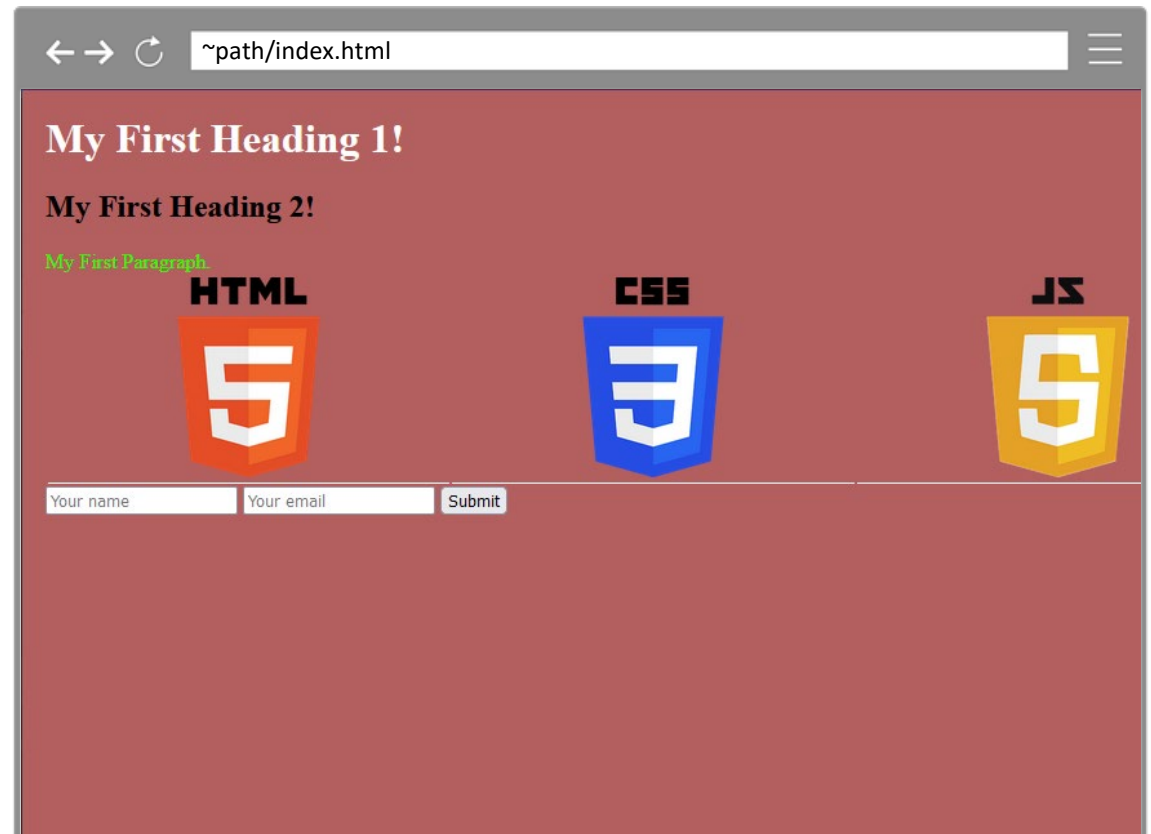 ~path/index.html
My First Heading 1!
My First Heading 2!
My First Paragraph.
HTML CSS JS
5 3 5
Your name Your email Submit